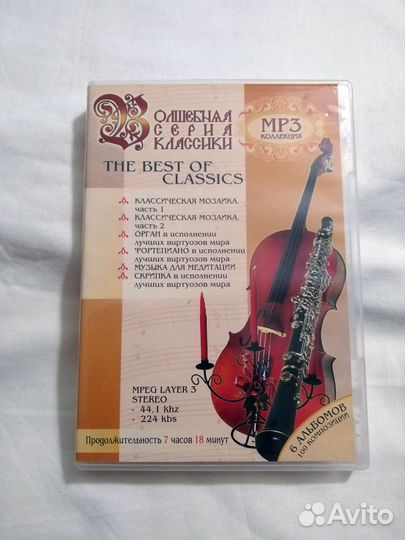 ВОЛШЕБНАЯ
СЕРИЯ
КЛАССИКИ
MP3
КОЛЛЕКЦИЯ
THE BEST OF
CLASSICS
КЛАССИЧЕСКАЯ МОЗАИКА,
часть 1
КЛАССИЧЕСКАЯ МОЗАИКА,
часть 2
ОРГАН в исполнении
лучших виртуозов мира
ФОРТЕПИАНО в исполнении
лучших виртуозов мира
МУЗЫКА ДЛЯ МЕДИТАЦИИ
СКРИПКА в исполнении
лучших виртуозов мира
MPEG LAYER 3
STEREO
- 44,1 khz
- 224 kbs
Продолжительность 7 часов 18 минут
6 АЛЬБОМОВ
100 КОМПОЗИЦИЙ
Avito